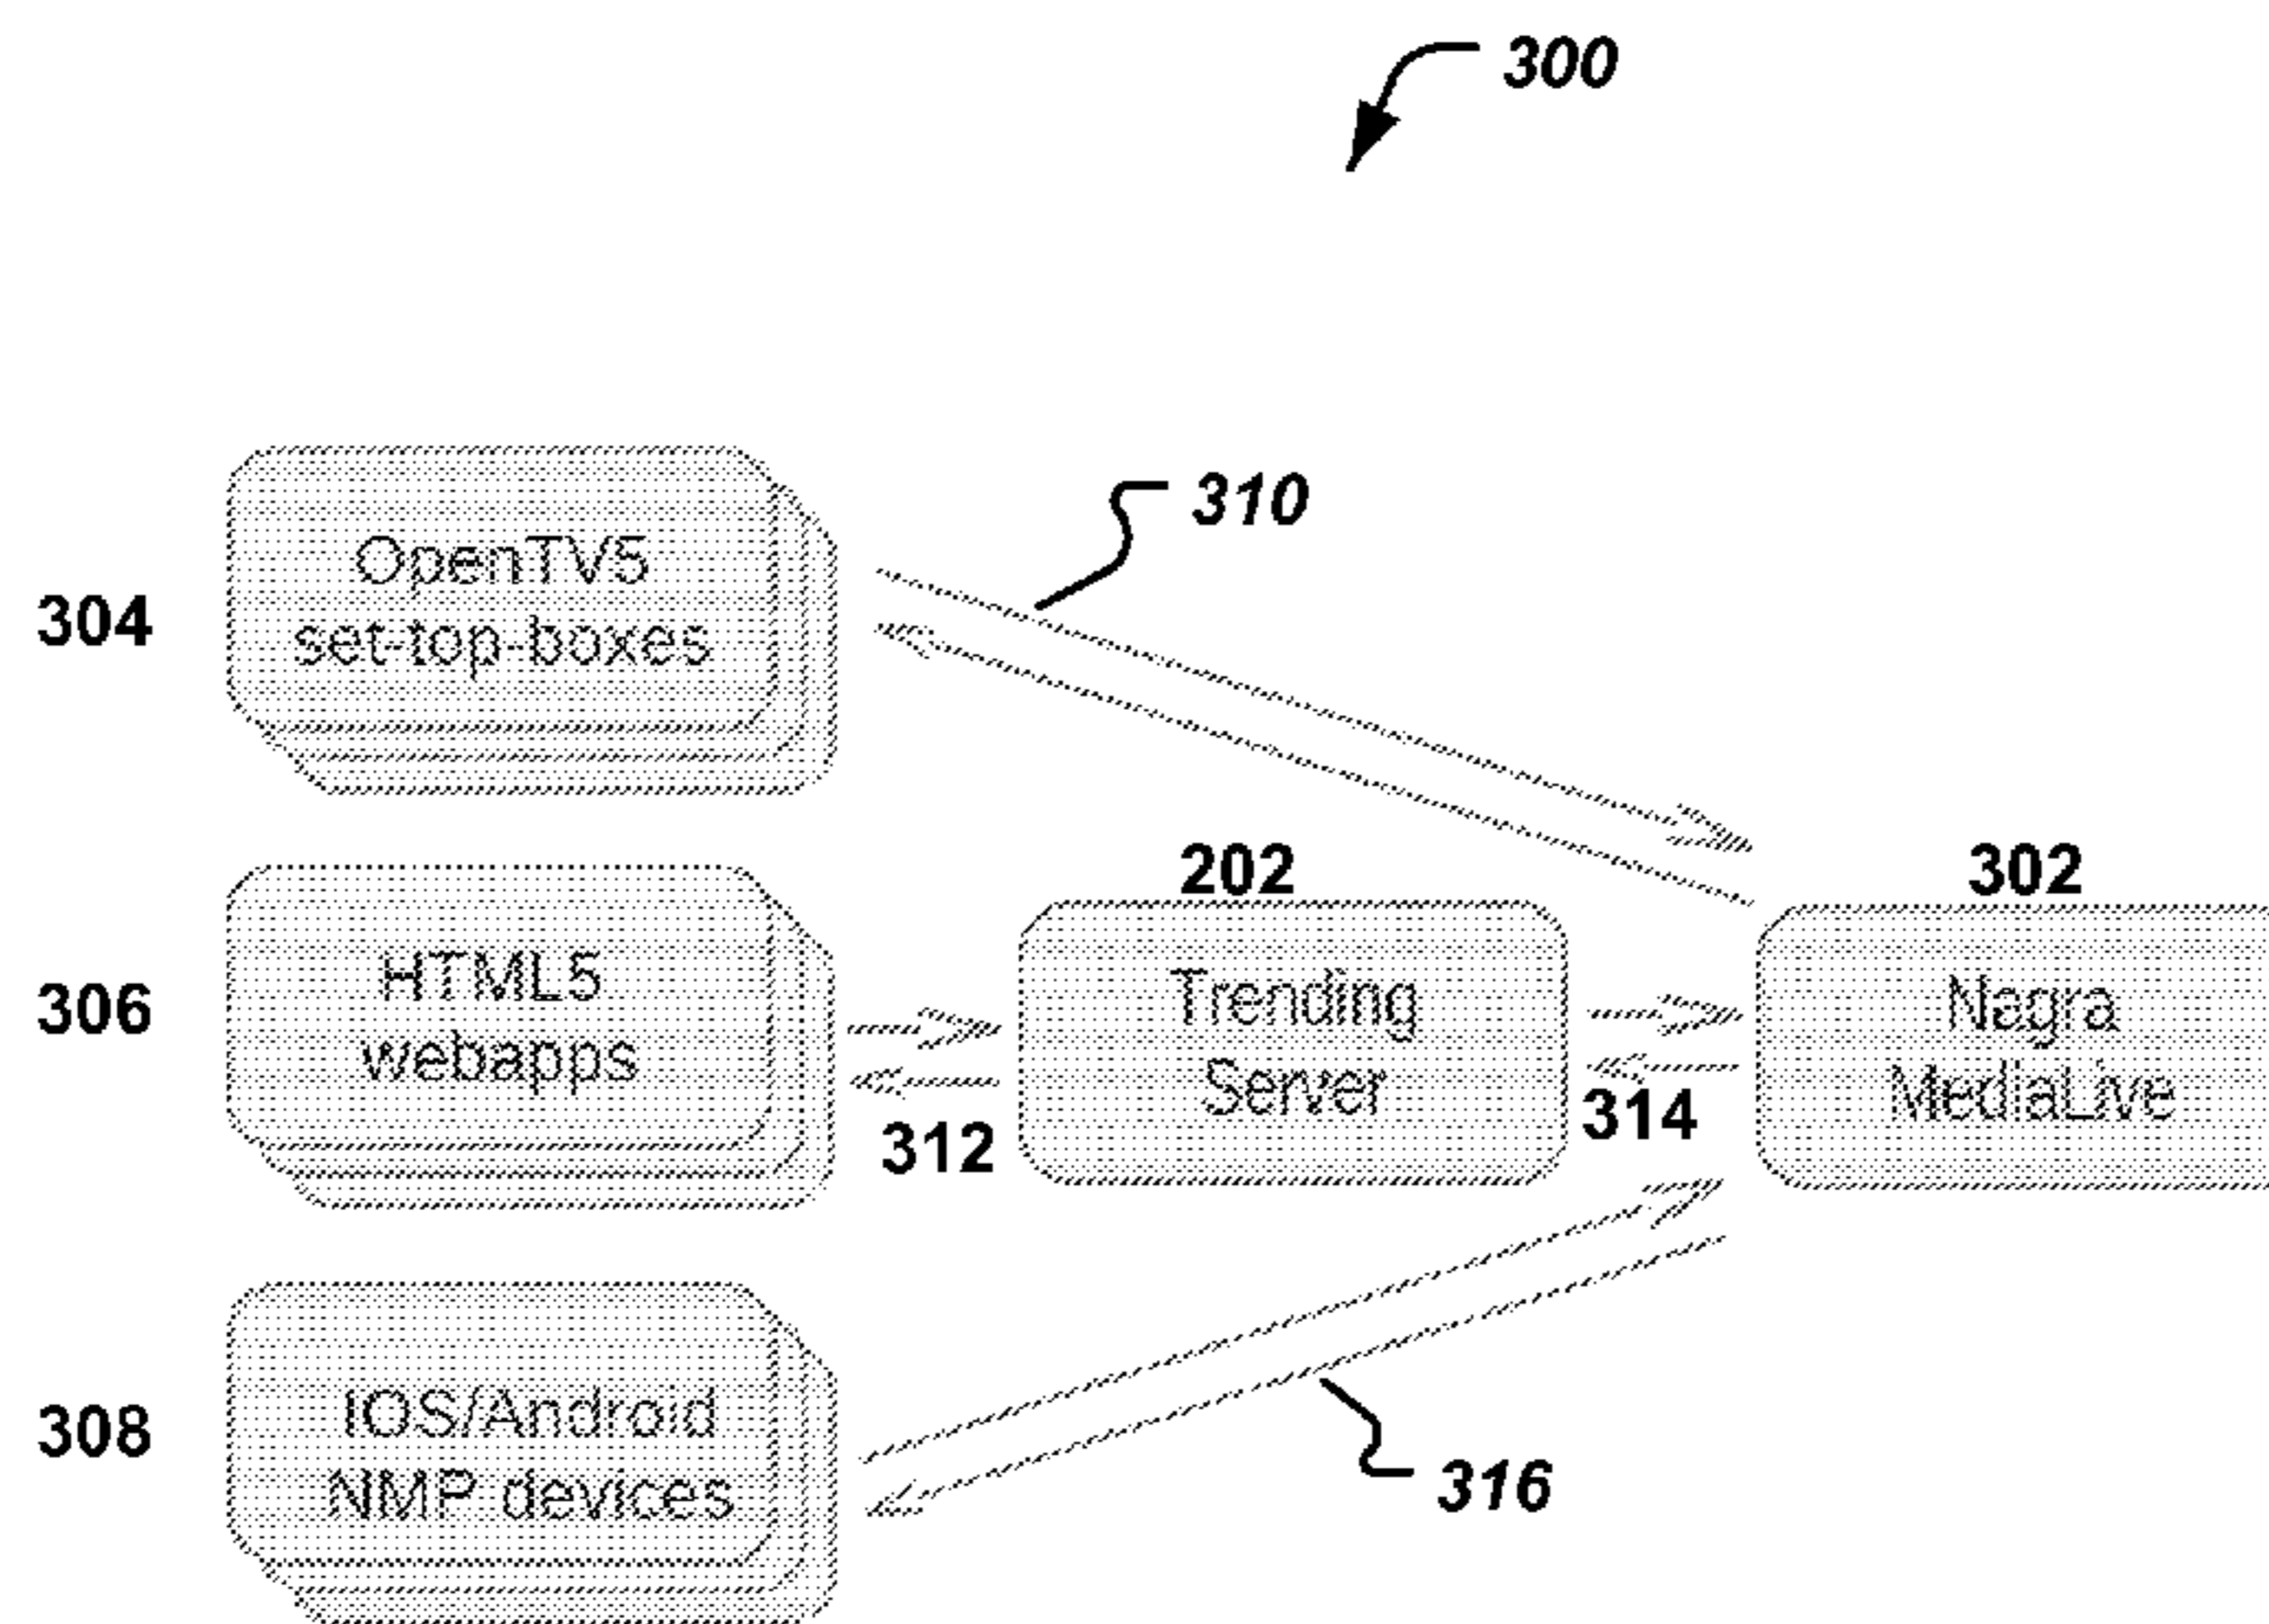 300
OpenTV5
set-top-boxes
304
310
202
302
HTML5
webapps
306
Trending
Server
Nagra
MediaLive
312
314
IOS/Android
NMP devices
308
316